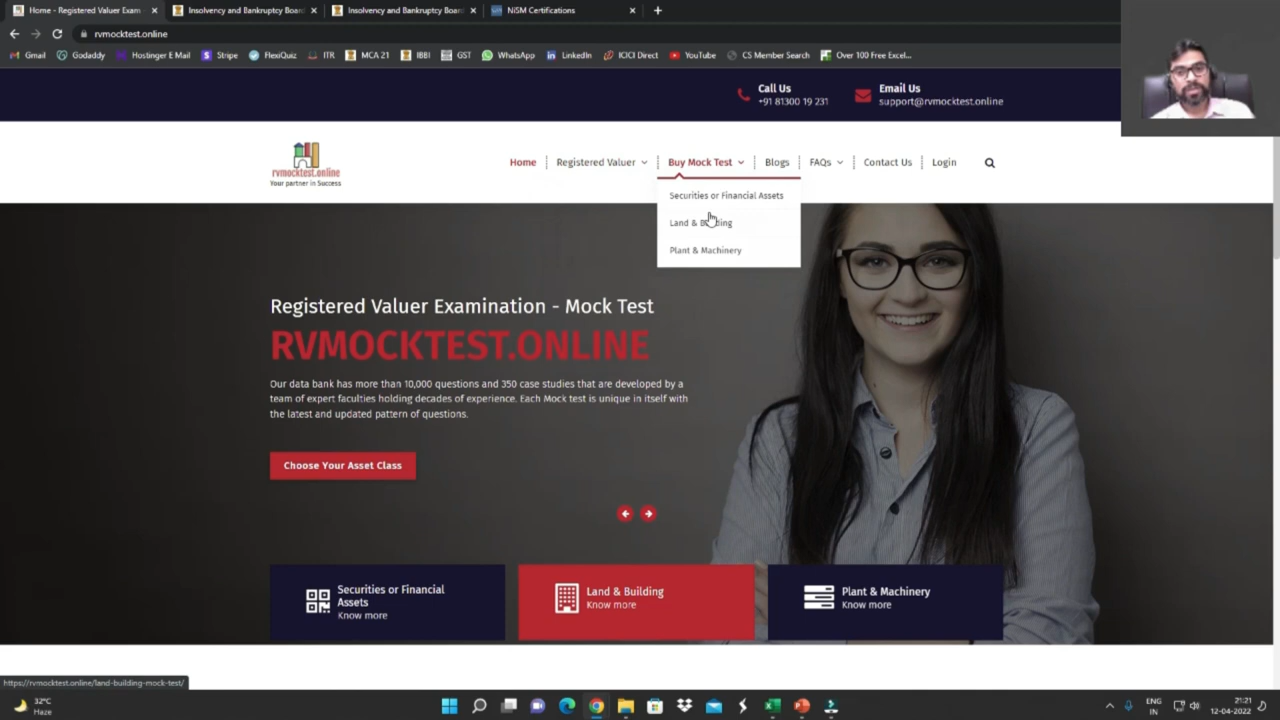 Home - Registered Valuer Exam
Insolvency and Bankruptcy Board
Insolvency and Bankruptcy Board
NiSM Certifications
rvmocktest.online
Gmail
Godaddy
Hostinger E Mail
Stripe
FlexiQuiz
ITR
MCA 21
IBBI
GST
WhatsApp
LinkedIn
ICICI Direct
YouTube
CS Member Search
Over 100 Free Excel...
Call Us
+91 81300 19 231
Email Us
support@rvmocktest.online
rvmocktest.online
Your partner in Success
Home
Registered Valuer
Buy Mock Test
Blogs
FAQs
Contact Us
Login
Securities or Financial Assets
Land & Building
Plant & Machinery
Registered Valuer Examination - Mock Test
RVMOCKTEST.ONLINE
Our data bank has more than 10,000 questions and 350 case studies that are developed by a
team of expert faculties holding decades of experience. Each Mock test is unique in itself with
the latest and updated pattern of questions.
Choose Your Asset Class
Securities or Financial
Assets
Know more
Land & Building
Know more
Plant & Machinery
Know more
https://rvmocktest.online/land-building-mock-test/
32°C
Haze
ENG
IN
21:21
12-04-2022